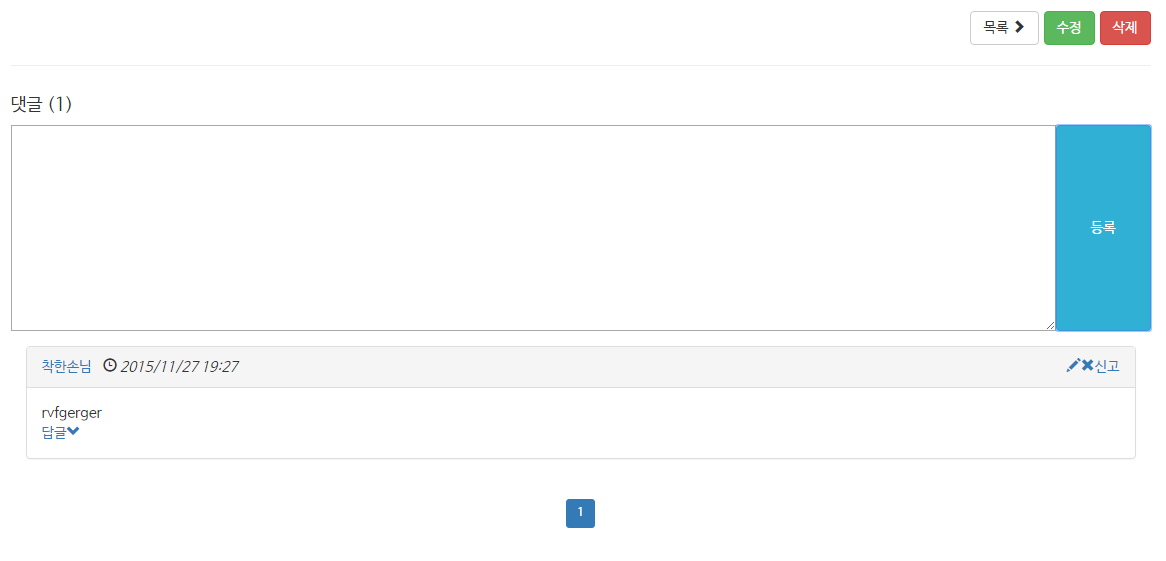 목록 수정 삭제
댓글 (1)
등록
착한손님 2015/11/27 19:27 신고
rvfgerger
답글
1